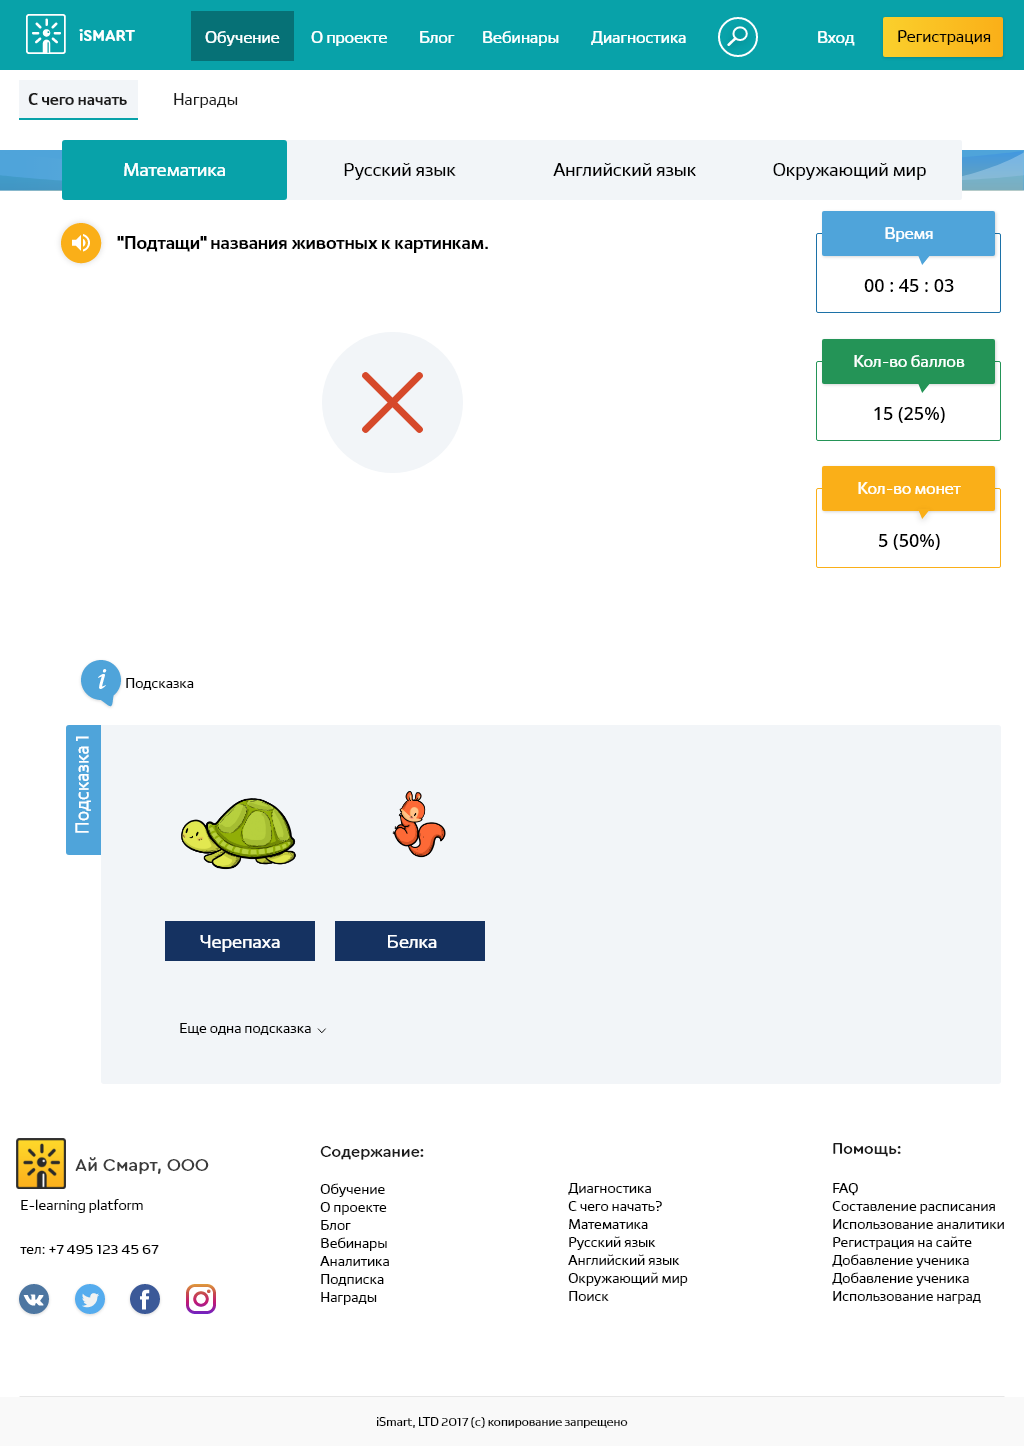 iSMART
Обучение
О проекте
Блог
Вебинары
Диагностика
Вход
Регистрация
С чего начать
Награды
Математика
Русский язык
Английский язык
Окружающий мир
"Подтащи" названия животных к картинкам.
Время
00 : 45 : 03
Кол-во баллов
15 (25%)
Кол-во монет
5 (50%)
i
Подсказка
Подсказка 1
Черепаха
Белка
Еще одна подсказка
Ай Смарт, ООО
E-learning platform
тел: +7 495 123 45 67
Содержание:
Обучение
О проекте
Блог
Вебинары
Аналитика
Подписка
Награды
Диагностика
С чего начать?
Математика
Русский язык
Английский язык
Окружающий мир
Поиск
Помощь:
FAQ
Составление расписания
Использование аналитики
Регистрация на сайте
Добавление ученика
Добавление ученика
Использование наград
iSmart, LTD 2017 (c) копирование запрещено